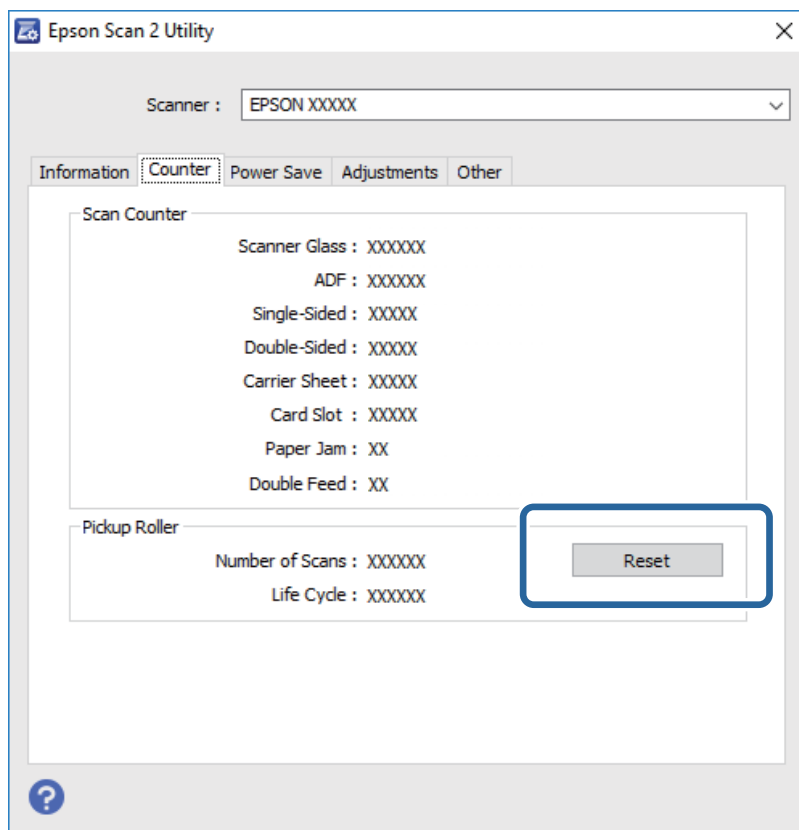 Epson Scan 2 Utility
Scanner : EPSON XXXXX
Information Counter Power Save Adjustments Other
Scan Counter
Scanner Glass : XXXXXX
ADF : XXXXXX
Single-Sided : XXXXX
Double-Sided : XXXXX
Carrier Sheet : XXXXX
Card Slot : XXXXX
Paper Jam : XX
Double Feed : XX
Pickup Roller
Number of Scans : XXXXXX Reset
Life Cycle : XXXXXX
?